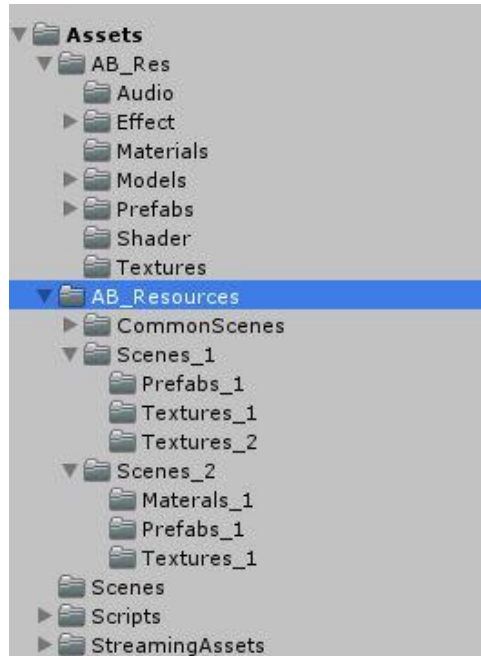 Assets
AB_Res
Audio
Effect
Materials
Models
Prefabs
Shader
Textures
AB_Resources
CommonScenes
Scenes_1
Prefabs_1
Textures_1
Textures_2
Scenes_2
Materals_1
Prefabs_1
Textures_1
Scenes
Scripts
StreamingAssets